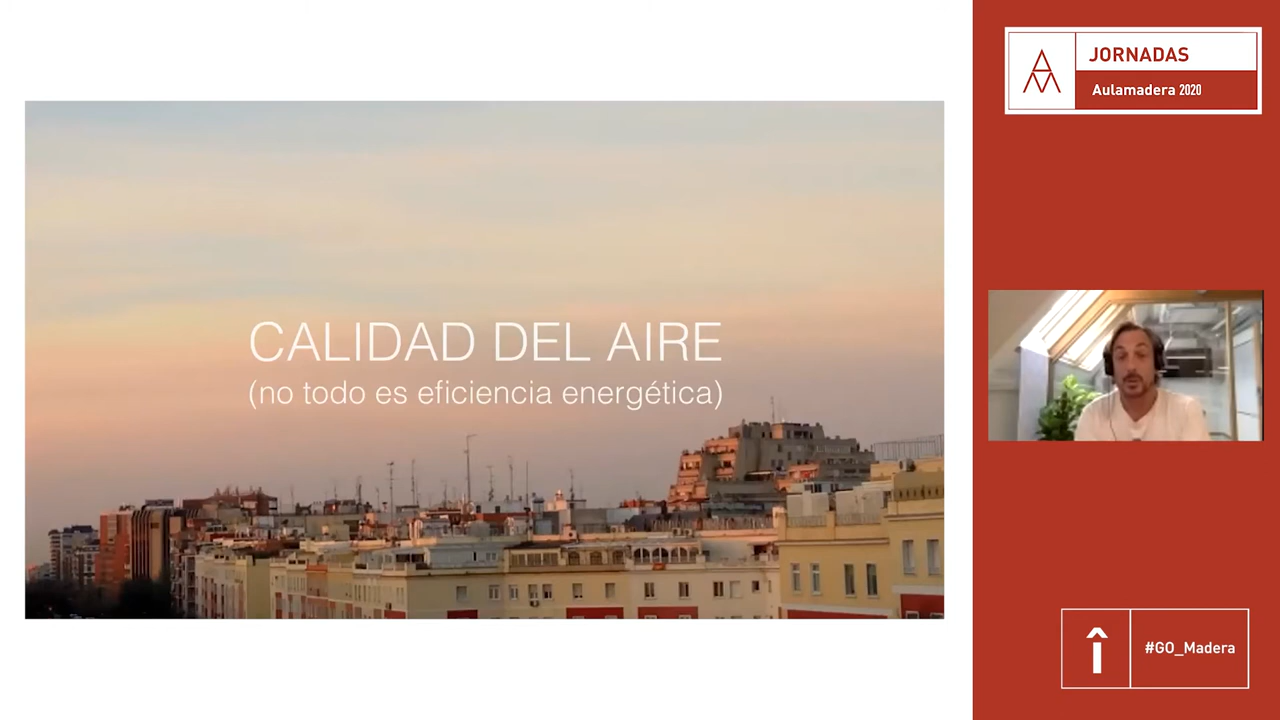 CALIDAD DEL AIRE
(no todo es eficiencia energética)
JORNADAS
Aulamadera 2020
#GO_Madera